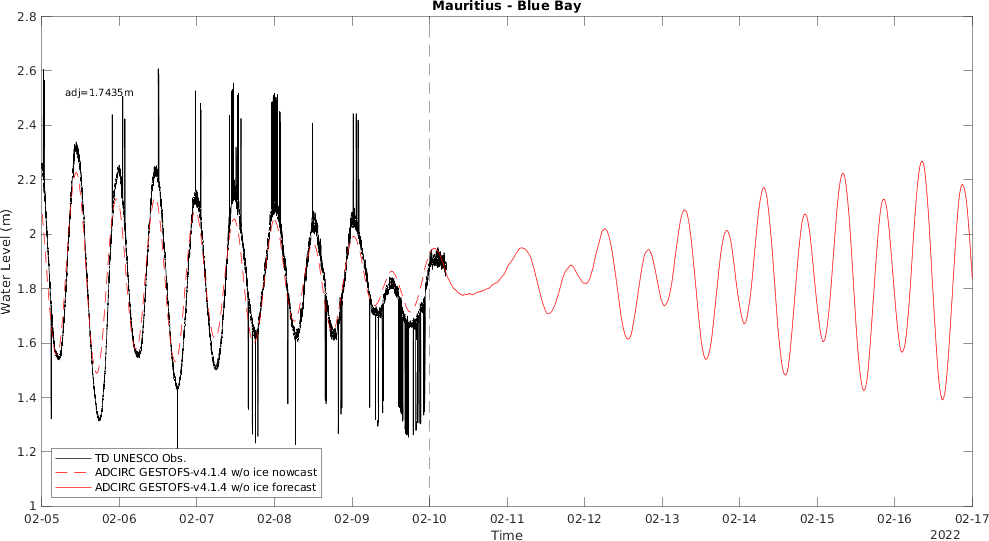 Mauritius - Blue Bay
2.8
2.6
2.4
2.2
2
1.8
1.6
1.4
1.2
1
Water Level (m)
adj=1.7435m
TD UNESCO Obs.
ADCIRC GESTOFS-v4.1.4 w/o ice nowcast
ADCIRC GESTOFS-v4.1.4 w/o ice forecast
02-05 02-06 02-07 02-08 02-09 02-10 02-11 02-12 02-13 02-14 02-15 02-16 02-17
Time
2022